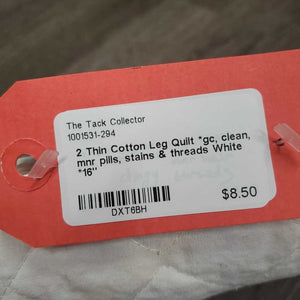 The Tack Collector
1001531-294
2 Thin Cotton Leg Quilt *gc, clean,
mnr pills, stains & threads White
*16"
$8.50
DXT6BH